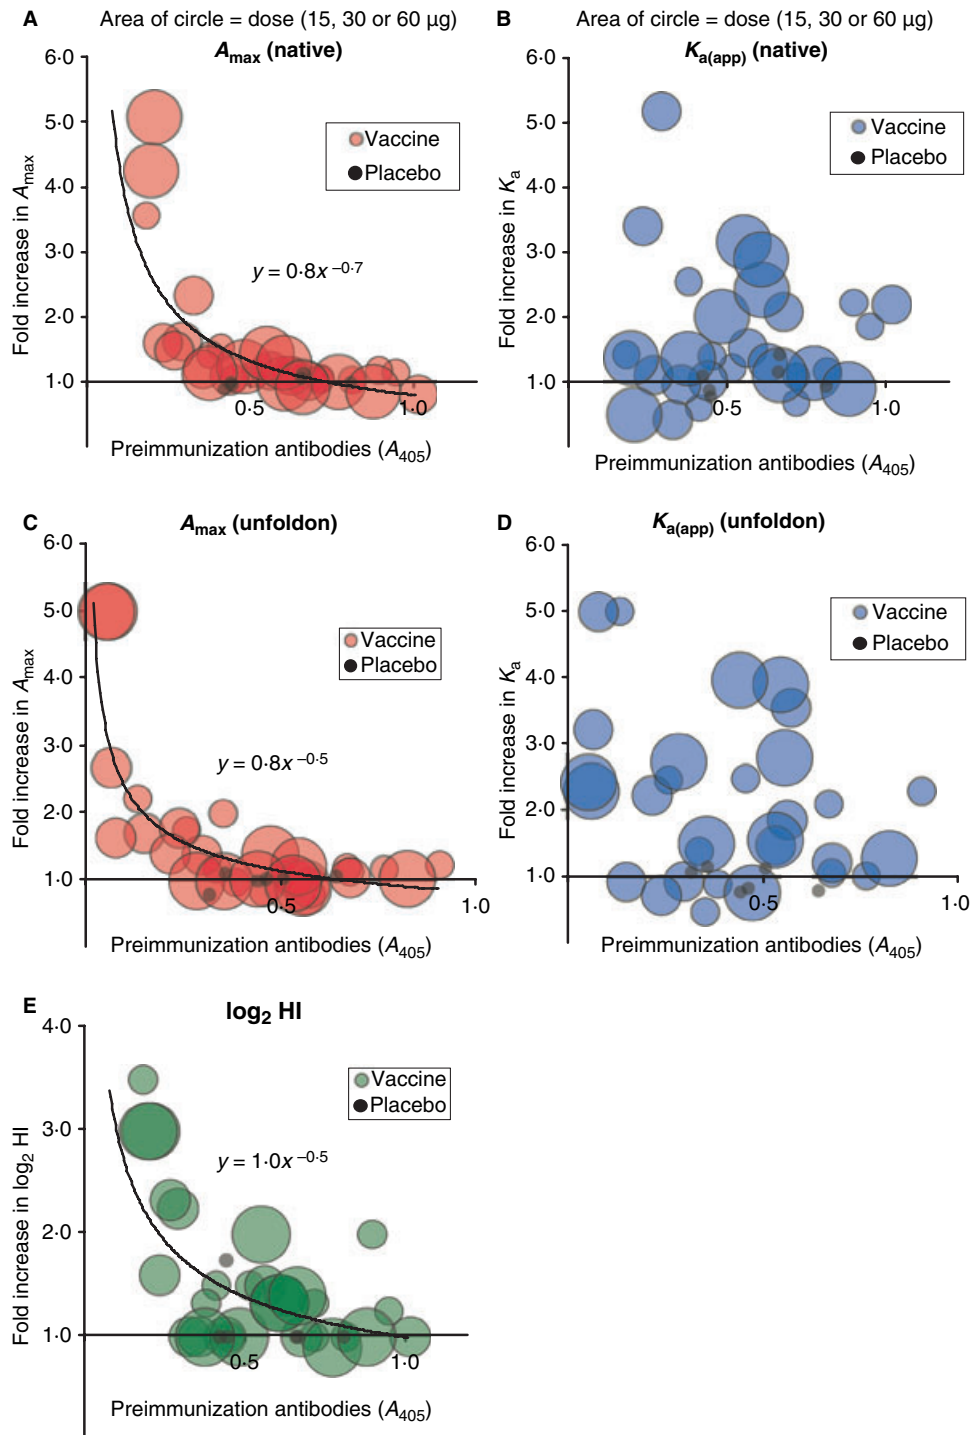 A Area of circle = dose (15, 30 or 60 µg)
Amax (native)
6·0
5·0
4·0
3·0
2·0
1·0
Fold increase in Amax
Vaccine
Placebo
y = 0·8x −0·7
0·5
1·0
Preimmunization antibodies (A405)
B Area of circle = dose (15, 30 or 60 µg)
Ka(app) (native)
6·0
5·0
4·0
3·0
2·0
1·0
Fold increase in Ka
Vaccine
Placebo
0·5
1·0
Preimmunization antibodies (A405)
C Amax (unfoldon)
6·0
5·0
4·0
3·0
2·0
1·0
Fold increase in Amax
Vaccine
Placebo
y = 0·8x −0·5
0·5
1·0
Preimmunization antibodies (A405)
D Ka(app) (unfoldon)
6·0
5·0
4·0
3·0
2·0
1·0
Fold increase in Ka
Vaccine
Placebo
0·5
1·0
Preimmunization antibodies (A405)
E log2 HI
4·0
3·0
2·0
1·0
Fold increase in log2 HI
Vaccine
Placebo
y = 1·0x −0·5
0·5
1·0
Preimmunization antibodies (A405)